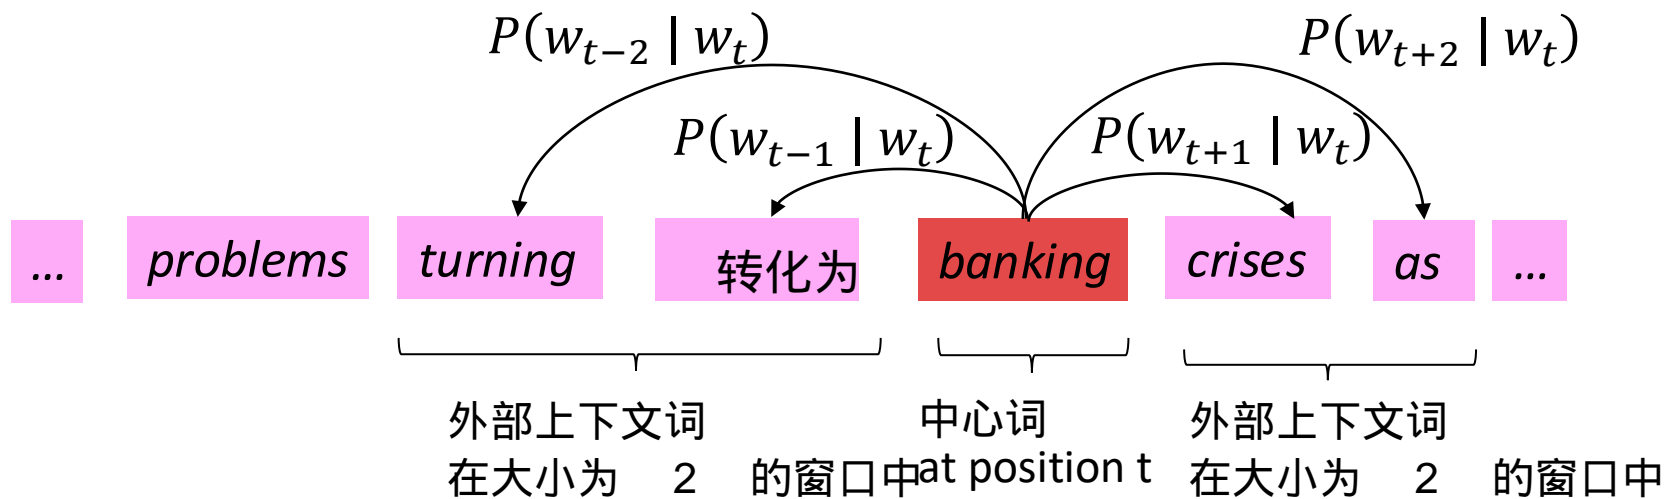 P(w_{t−2} | w_t)
P(w_{t+2} | w_t)
P(w_{t−1} | w_t)
P(w_{t+1} | w_t)
... problems turning 转化为 banking crises as ...
外部上下文词
在大小为 2 的窗口中
中心词
at position t
外部上下文词
在大小为 2 的窗口中